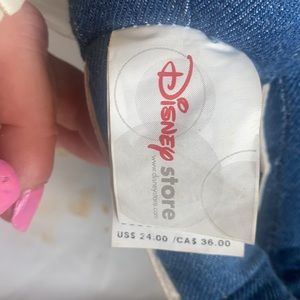 Disney
store
www.disneystore.com
US$ 24.00 /CA$ 36.00